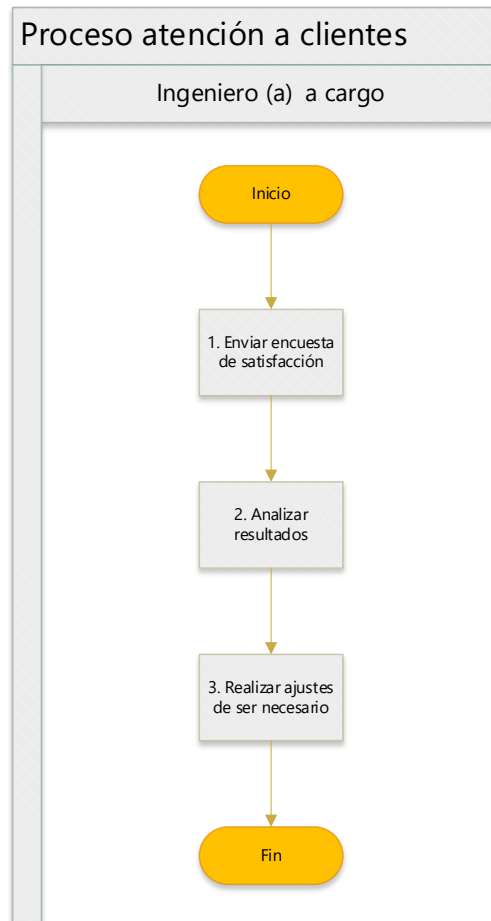 Proceso atención a clientes
Ingeniero (a) a cargo
Inicio
1. Enviar encuesta
de satisfacción
2. Analizar
resultados
3. Realizar ajustes
de ser necesario
Fin